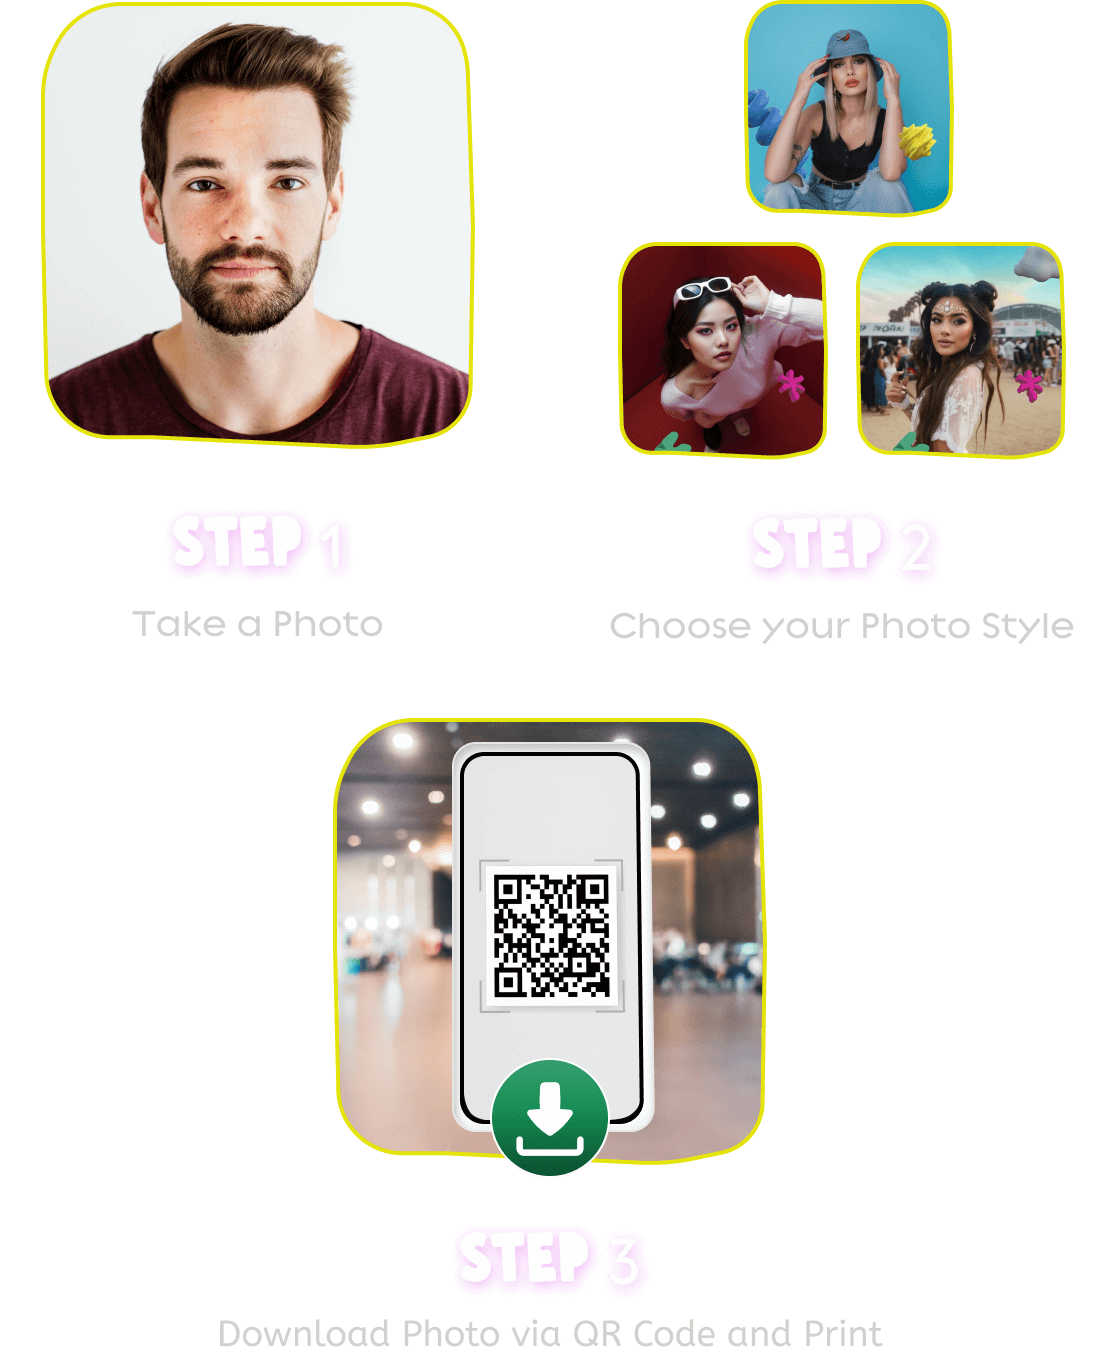 STEP 1
Take a Photo
STEP 2
Choose your Photo Style
STEP 3
Download Photo via QR Code and Print